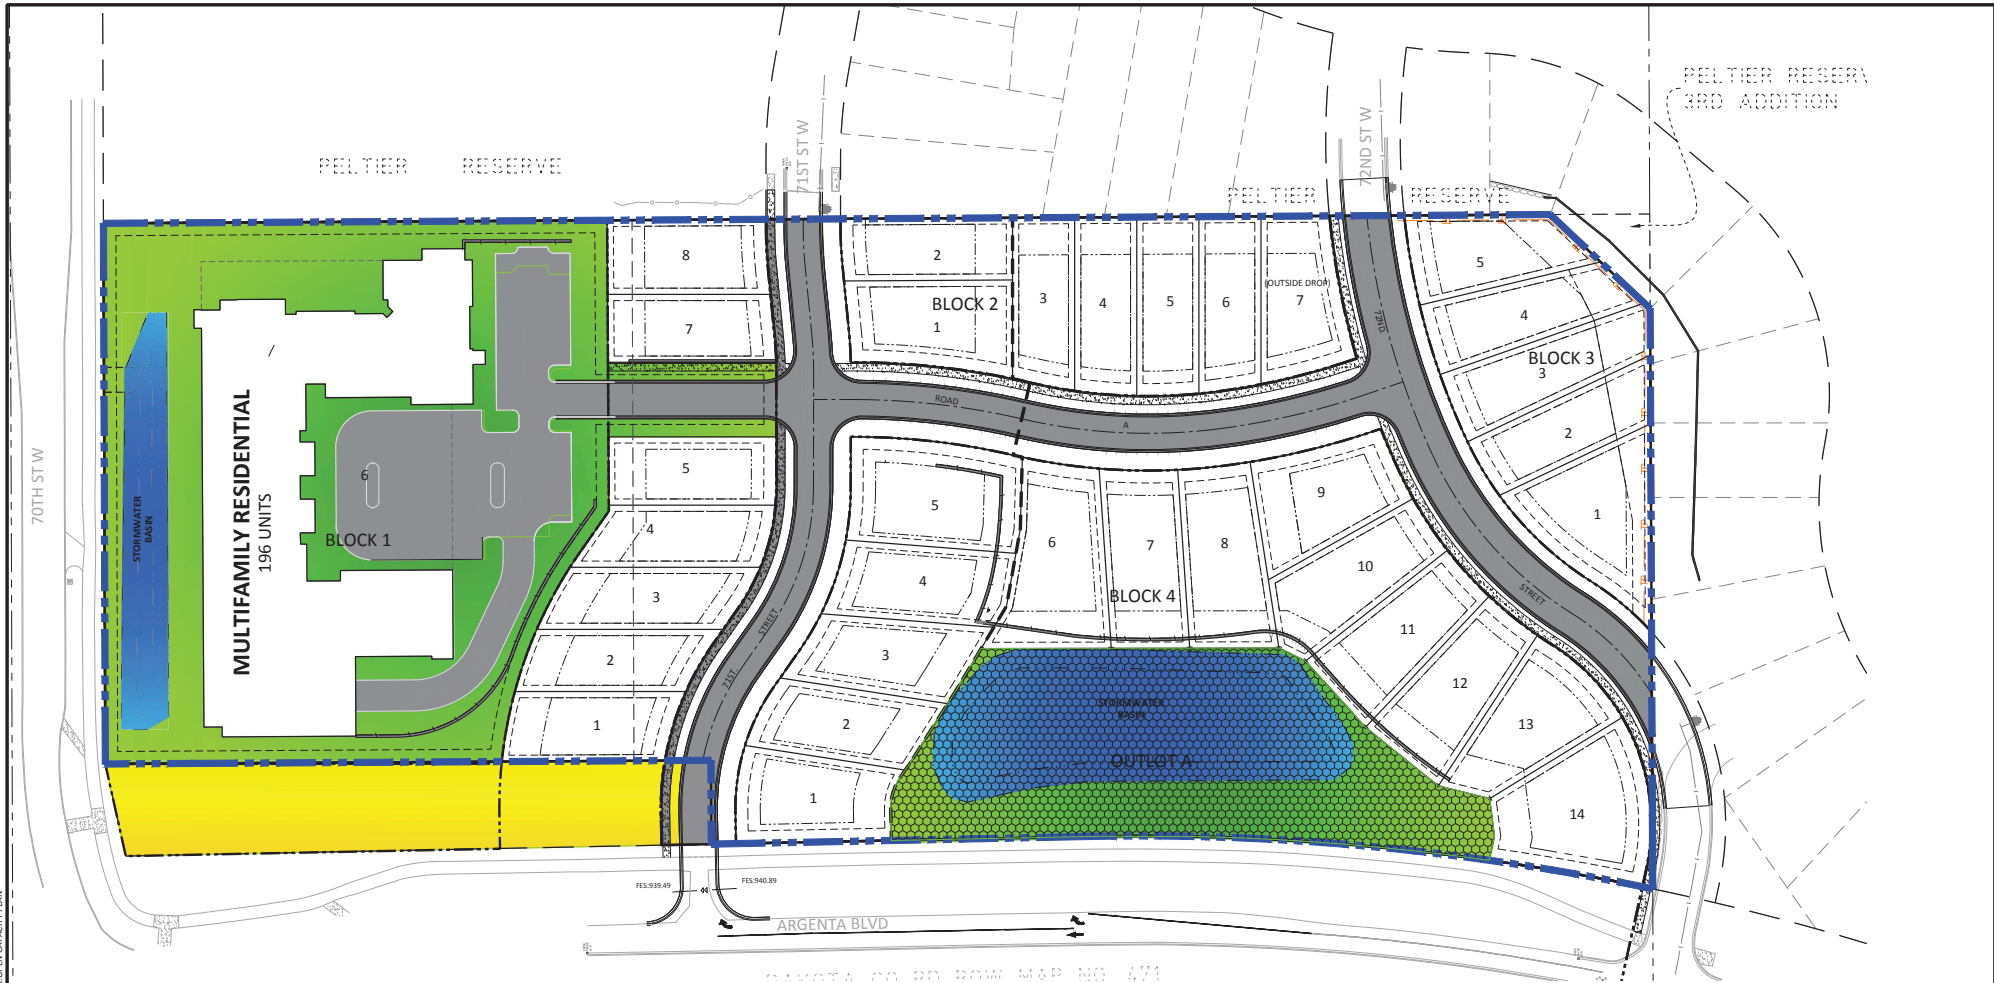 PELTIER RESERV
3RD ADDITION
71ST ST W
72ND ST W
PELTIER RESERVE
PELTIER RESERVE
8
2
5
(OUTSIDE DROP)
3
4
5
6
7
BLOCK 2
1
7
4
72ND
BLOCK 3
3
ROAD
A
2
70TH ST W
MULTIFAMILY RESIDENTIAL
196 UNITS
STORMWATER
BASIN
6
BLOCK 1
5
4
3
2
1
5
4
3
2
1
6
7
8
9
10
11
12
13
14
BLOCK 4
1
STREET
STREET
71ST
STORMWATER
BASIN
OUTLOT A
FES:939.49
FES:940.89
ARGENTA BLVD
DAKOTA CO RD ROW MAP NO. 471